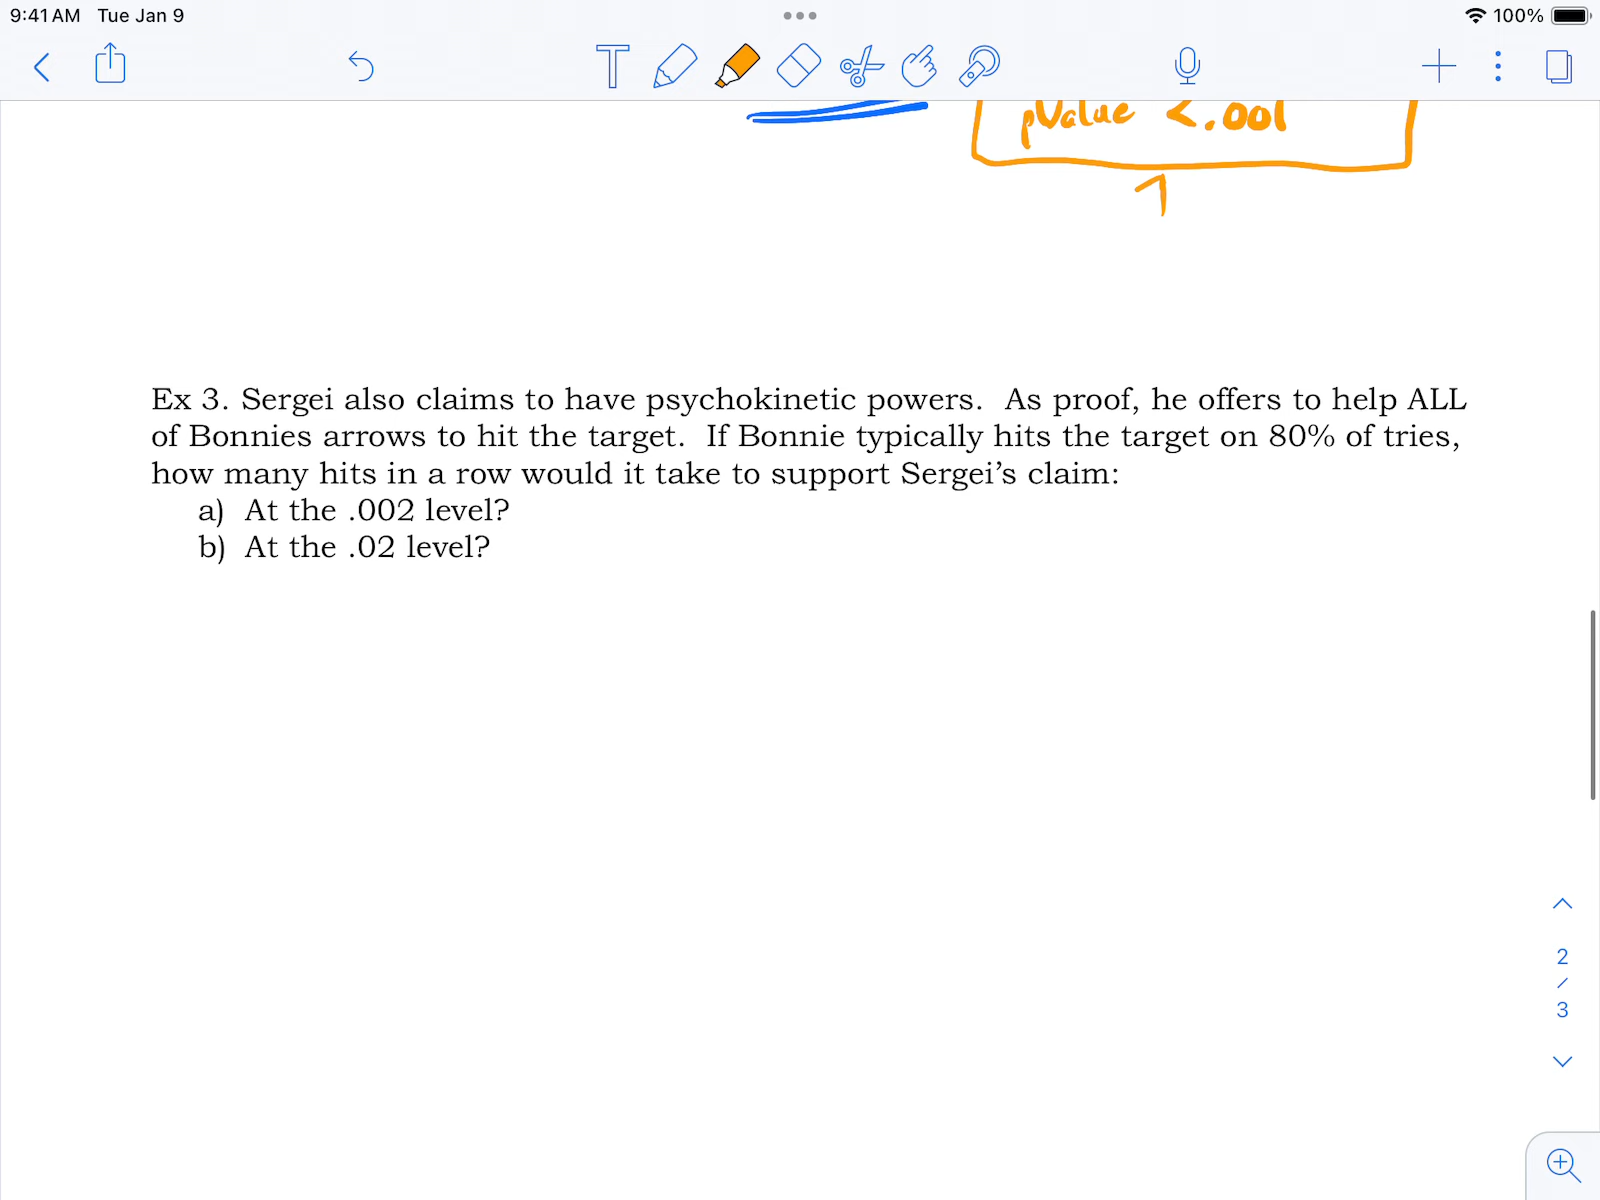 9:41 AM Tue Jan 9
100%
pValue <.001
1
Ex 3. Sergei also claims to have psychokinetic powers. As proof, he offers to help ALL
of Bonnies arrows to hit the target. If Bonnie typically hits the target on 80% of tries,
how many hits in a row would it take to support Sergei’s claim:
a) At the .002 level?
b) At the .02 level?
2
/
3